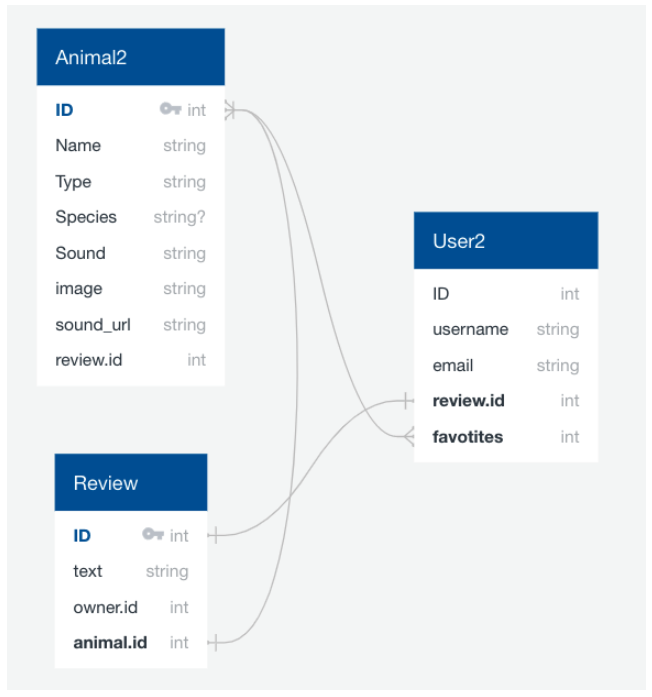 Animal2
ID int
Name string
Type string
Species string?
Sound string
image string
sound_url string
review.id int
User2
ID int
username string
email string
review.id int
favotites int
Review
ID int
text string
owner.id int
animal.id int